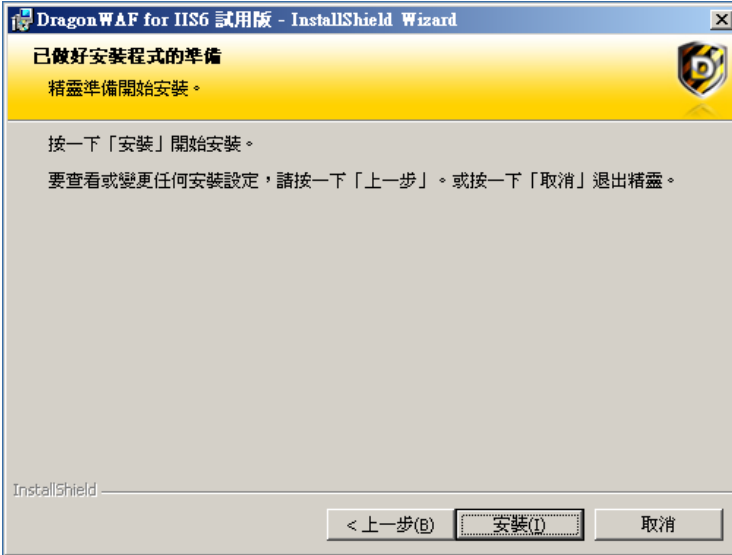 DragonWAF for IIS6 試用版 - InstallShield Wizard
已做好安裝程式的準備
精靈準備開始安裝。
D
按一下「安裝」開始安裝。
要查看或變更任何安裝設定，請按一下「上一步」。或按一下「取消」退出精靈。
InstallShield
< 上一步(B)
安裝(I)
取消